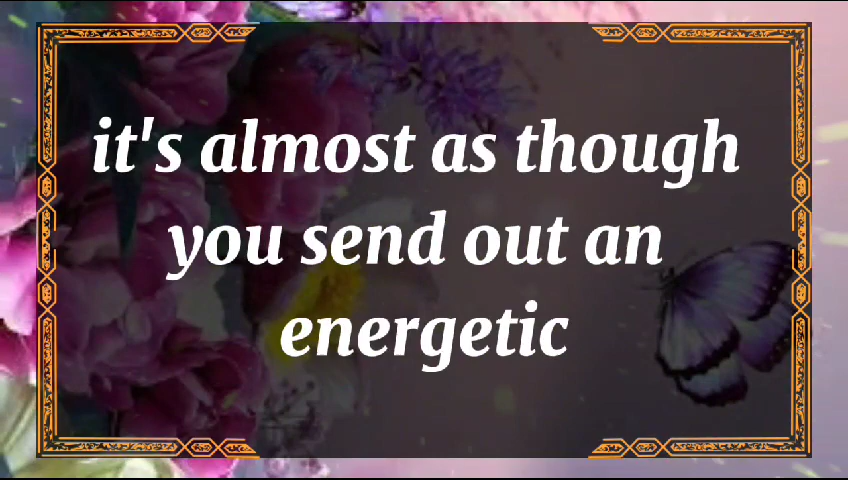 it's almost as though
you send out an
energetic